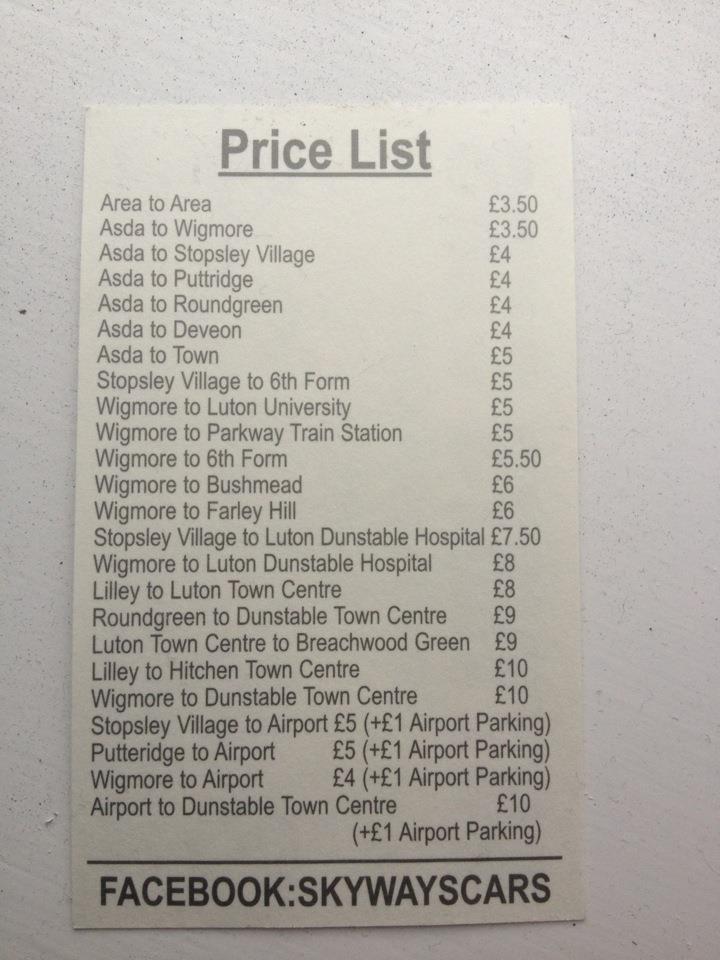 Price List
Area to Area £3.50
Asda to Wigmore £3.50
Asda to Stopsley Village £4
Asda to Puttridge £4
Asda to Roundgreen £4
Asda to Deveon £4
Asda to Town £5
Stopsley Village to 6th Form £5
Wigmore to Luton University £5
Wigmore to Parkway Train Station £5
Wigmore to 6th Form £5.50
Wigmore to Bushmead £6
Wigmore to Farley Hill £6
Stopsley Village to Luton Dunstable Hospital £7.50
Wigmore to Luton Dunstable Hospital £8
Lilley to Luton Town Centre £8
Roundgreen to Dunstable Town Centre £9
Luton Town Centre to Breachwood Green £9
Lilley to Hitchen Town Centre £10
Wigmore to Dunstable Town Centre £10
Stopsley Village to Airport £5 (+£1 Airport Parking)
Putteridge to Airport £5 (+£1 Airport Parking)
Wigmore to Airport £4 (+£1 Airport Parking)
Airport to Dunstable Town Centre £10
(+£1 Airport Parking)
FACEBOOK:SKYWAYSCARS